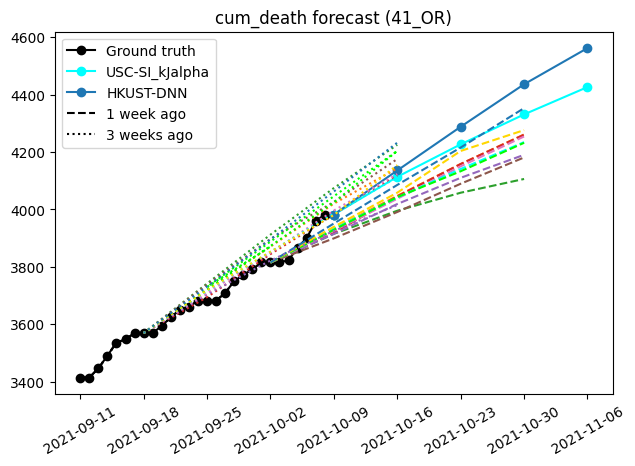 cum_death forecast (41_OR)
4600
4400
4200
4000
3800
3600
3400
Ground truth
USC-SI_kJalpha
HKUST-DNN
1 week ago
3 weeks ago
2021-09-11
2021-09-18
2021-09-25
2021-10-02
2021-10-09
2021-10-16
2021-10-23
2021-10-30
2021-11-06